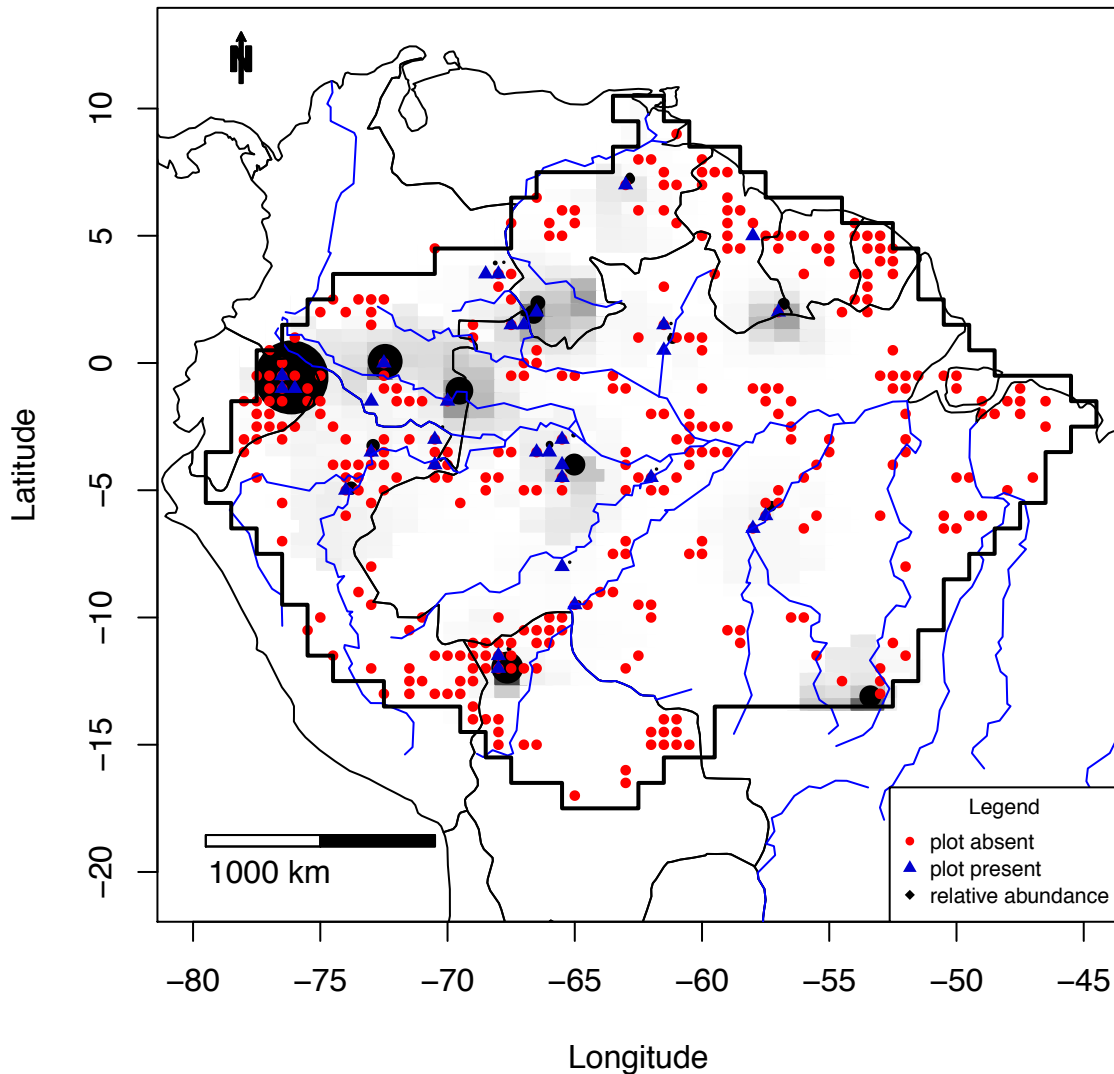 N
10
5
0
−5
−10
−15
−20
Latitude
1000 km
Legend
plot absent
plot present
relative abundance
−80 −75 −70 −65 −60 −55 −50 −45
Longitude